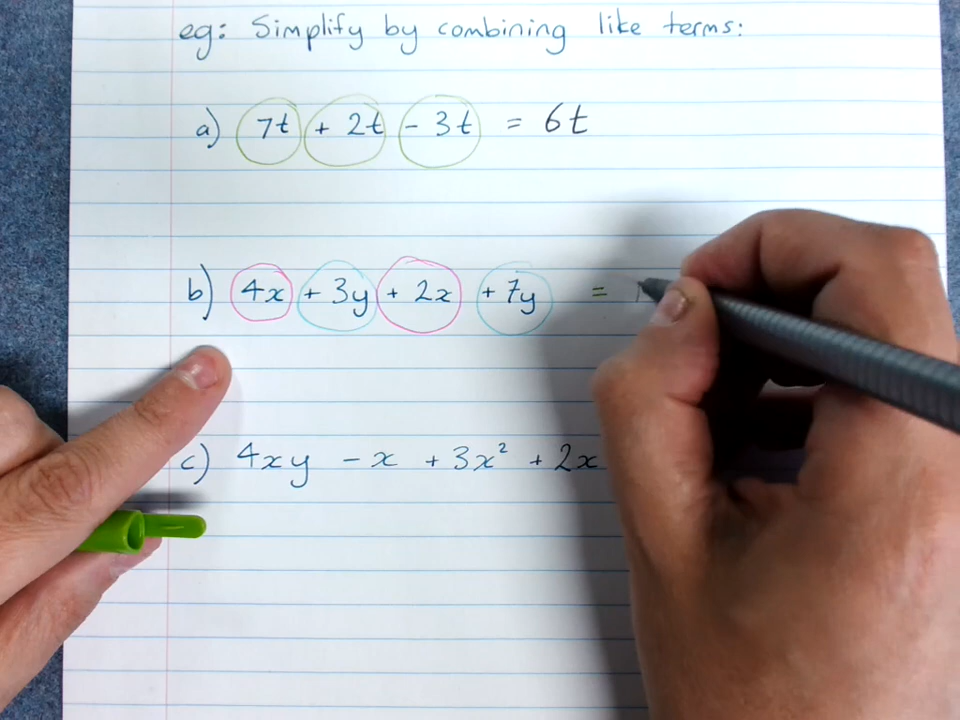 eg: Simplify by combining like terms:
a) 7t + 2t - 3t = 6t
b) 4x + 3y + 2x + 7y =
c) 4xy - x + 3x² + 2x